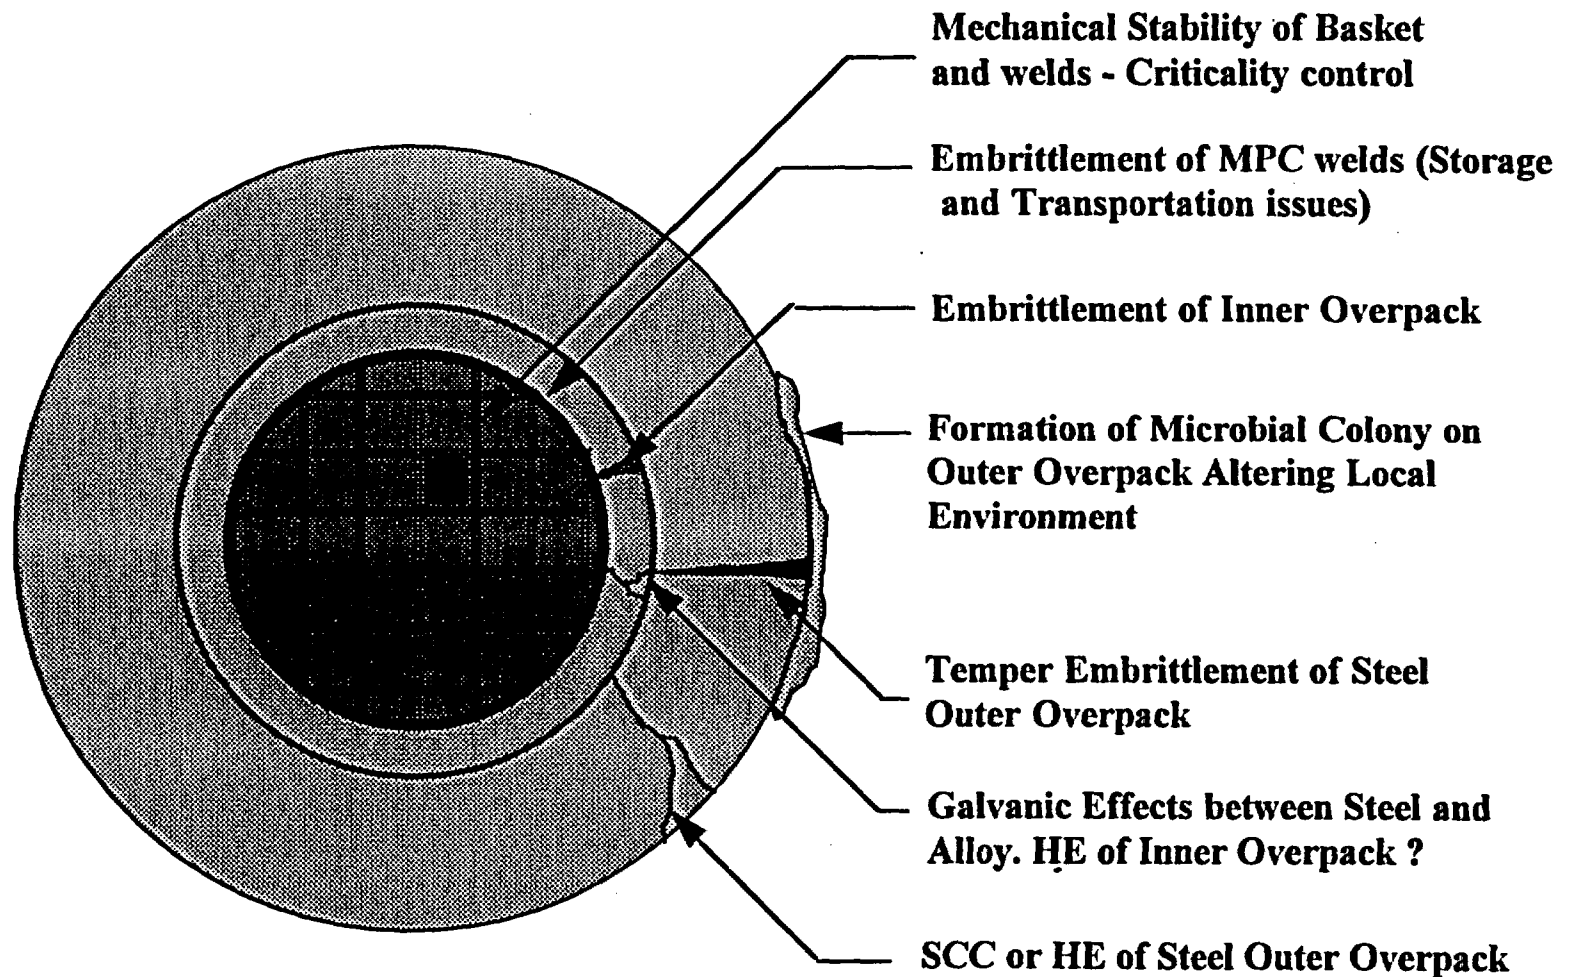 Mechanical Stability of Basket
and welds - Criticality control
Embrittlement of MPC welds (Storage
and Transportation issues)
Embrittlement of Inner Overpack
Formation of Microbial Colony on
Outer Overpack Altering Local
Environment
Temper Embrittlement of Steel
Outer Overpack
Galvanic Effects between Steel and
Alloy. HE of Inner Overpack ?
SCC or HE of Steel Outer Overpack